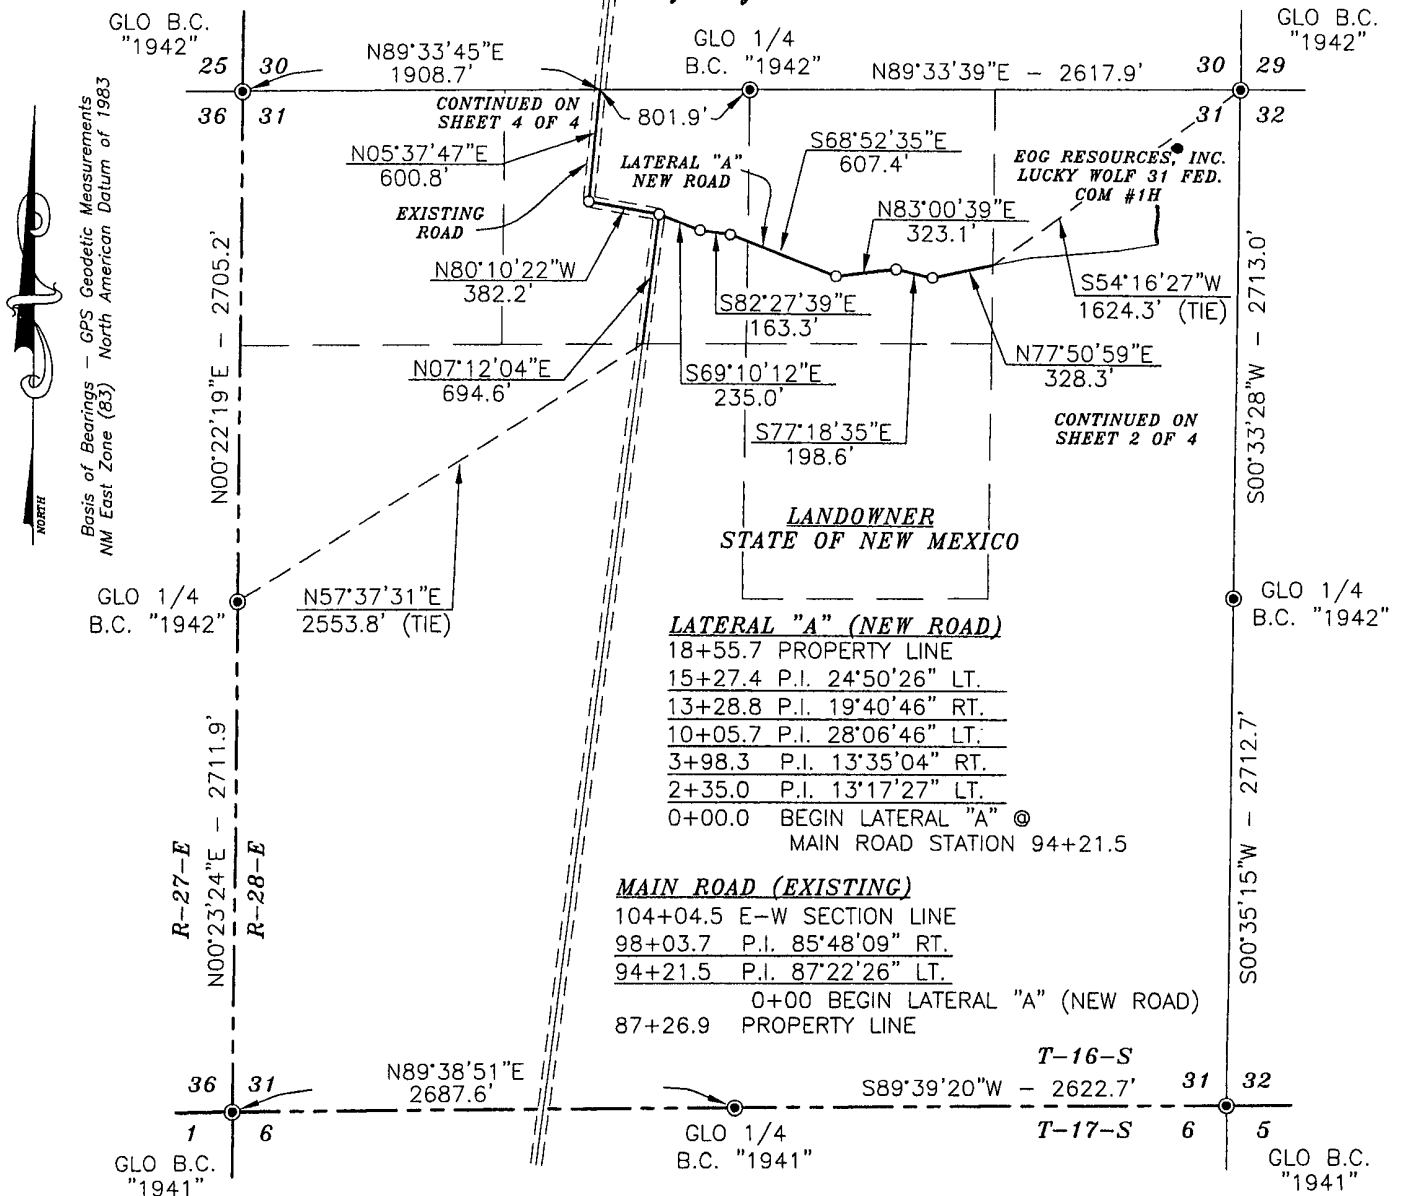 GLO B.C.
"1942"
GLO 1/4
B.C. "1942"
GLO B.C.
"1942"
N89°33'45"E
1908.7'
N89°33'39"E - 2617.9'
25 30
36 31
30 29
31 32
801.9'
CONTINUED ON
SHEET 4 OF 4
N05°37'47"E
600.8'
LATERAL "A"
NEW ROAD
S68°52'35"E
607.4'
EOG RESOURCES, INC.
LUCKY WOLF 31 FED.
COM #1H
EXISTING
ROAD
N83°00'39"E
323.1'
N80°10'22"W
382.2'
S82°27'39"E
163.3'
S54°16'27"W
1624.3' (TIE)
N07°12'04"E
694.6'
S69°10'12"E
235.0'
N77°50'59"E
328.3'
S77°18'35"E
198.6'
CONTINUED ON
SHEET 2 OF 4
Basis of Bearings - GPS Geodetic Measurements
NM East Zone (83) North American Datum of 1983
NORTH
N00°22'19"E - 2705.2'
S00°33'28"W - 2713.0'
LANDOWNER
STATE OF NEW MEXICO
GLO 1/4
B.C. "1942"
N57°37'31"E
2553.8' (TIE)
GLO 1/4
B.C. "1942"
LATERAL "A" (NEW ROAD)
18+55.7 PROPERTY LINE
15+27.4 P.I. 24°50'26" LT.
13+28.8 P.I. 19°40'46" RT.
10+05.7 P.I. 28°06'46" LT.
3+98.3 P.I. 13°35'04" RT.
2+35.0 P.I. 13°17'27" LT.
0+00.0 BEGIN LATERAL "A" @
MAIN ROAD STATION 94+21.5
MAIN ROAD (EXISTING)
104+04.5 E-W SECTION LINE
98+03.7 P.I. 85°48'09" RT.
94+21.5 P.I. 87°22'26" LT.
0+00 BEGIN LATERAL "A" (NEW ROAD)
87+26.9 PROPERTY LINE
R-27-E
N00°23'24"E - 2711.9'
R-28-E
S00°35'15"W - 2712.7'
N89°38'51"E
2687.6'
T-16-S
S89°39'20"W - 2622.7'
T-17-S
36 31
1 6
31 32
6 5
GLO B.C.
"1941"
GLO 1/4
B.C. "1941"
GLO B.C.
"1941"